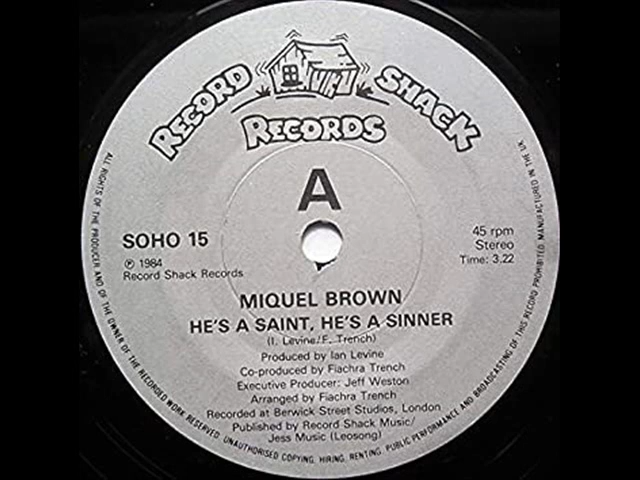 RECORD SHACK
RECORDS
A
SOHO 15
℗ 1984
Record Shack Records
45 rpm
Stereo
Time: 3.22
MIQUEL BROWN
HE'S A SAINT, HE'S A SINNER
(I. Levine/F. Trench)
Produced by Ian Levine
Co-produced by Fiachra Trench
Executive Producer: Jeff Weston
Arranged by Fiachra Trench
Recorded at Berwick Street Studios, London
Published by Record Shack Music/
Jess Music (Leosong)
ALL RIGHTS OF THE PRODUCER AND OF THE OWNER OF THE RECORDED WORK RESERVED. UNAUTHORISED COPYING, HIRING, RENTING, PUBLIC PERFORMANCE AND BROADCASTING OF THIS RECORD PROHIBITED. MANUFACTURED IN THE U.K.